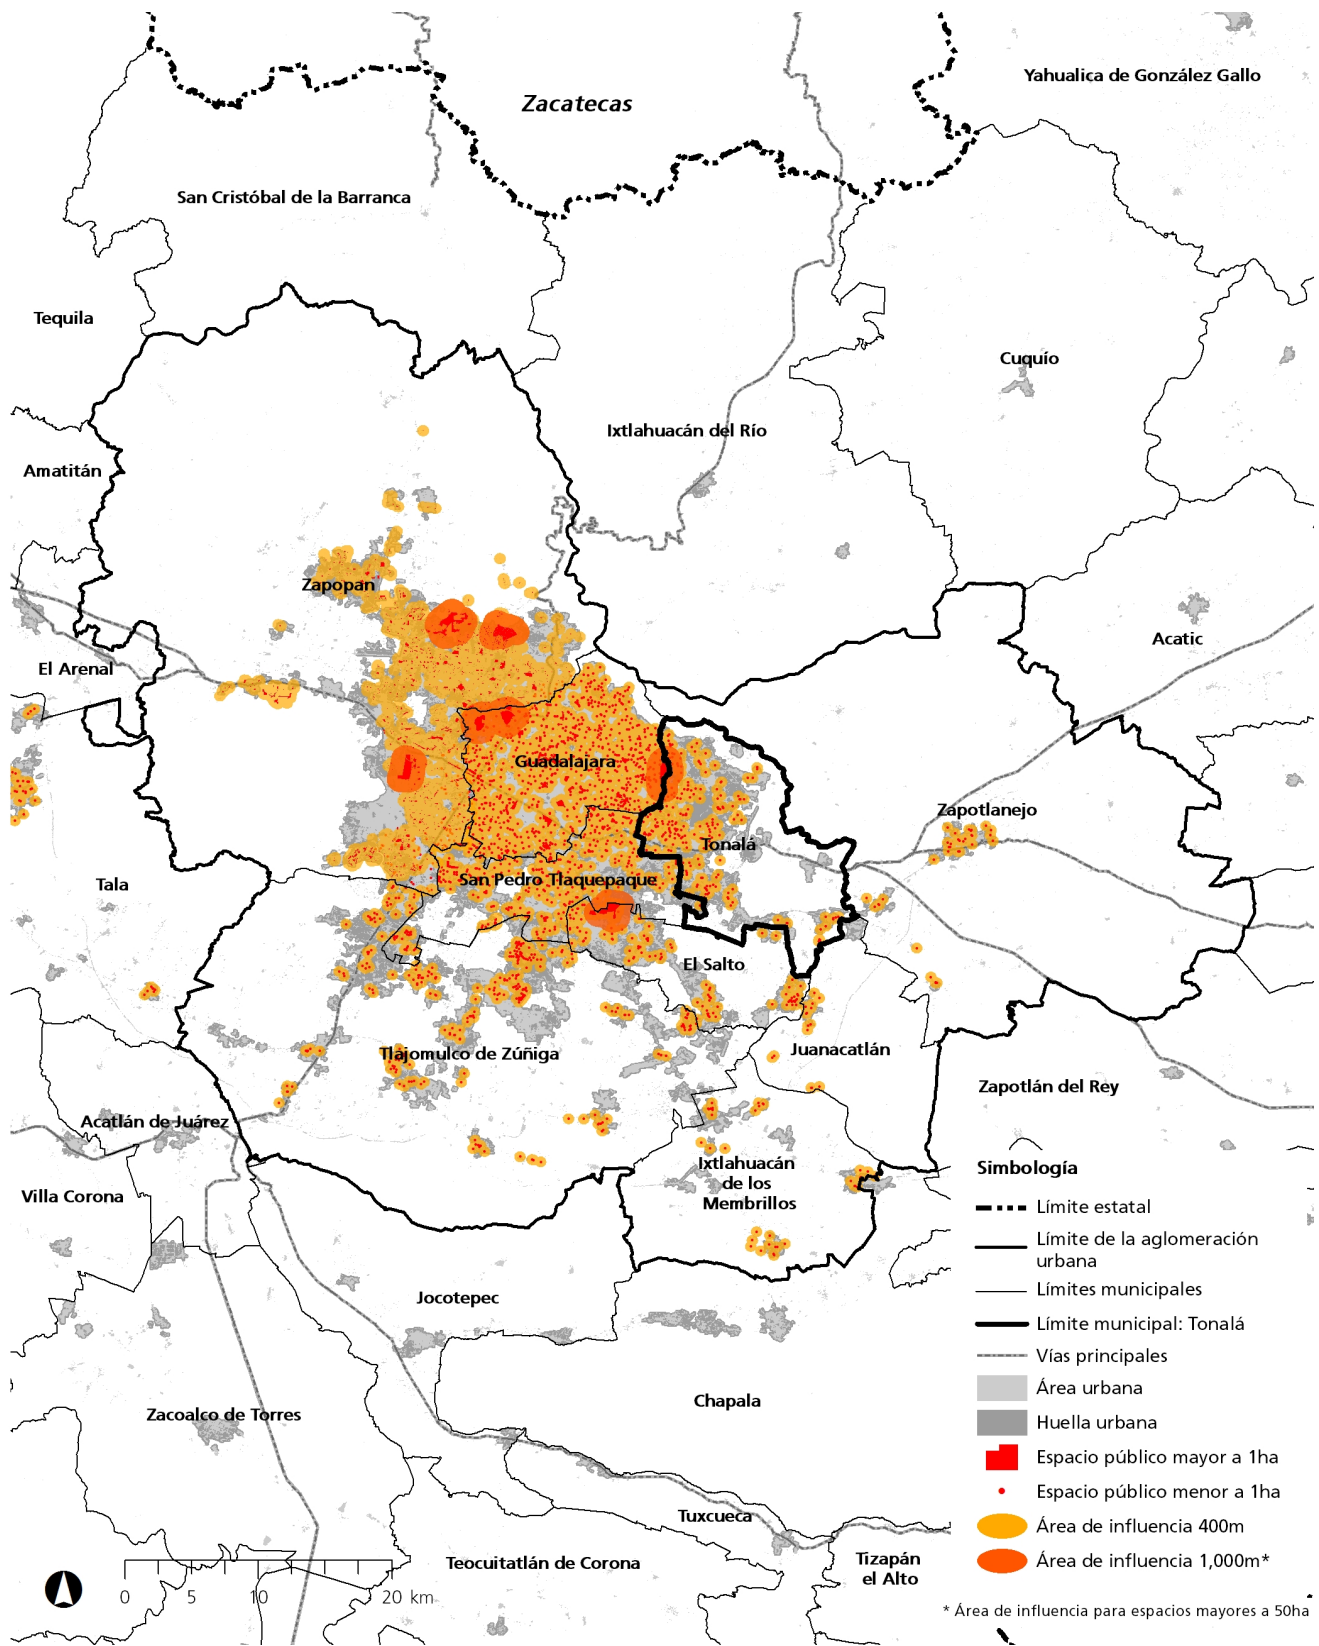 Yahualica de González Gallo
Zacatecas
San Cristóbal de la Barranca
Tequila
Cuquío
Ixtlahuacán del Río
Amatitán
Zapopan
Acatic
El Arenal
Guadalajara
Zapotlanejo
Tonalá
San Pedro Tlaquepaque
Tala
El Salto
Tlajomulco de Zúñiga
Juanacatlán
Zapotlán del Rey
Acatlán de Juárez
Ixtlahuacán
de los
Membrillos
Villa Corona
Jocotepec
Chapala
Zacoalco de Torres
Tuxcueca
Teocuitatlán de Corona
Tizapán
el Alto
Simbología
Límite estatal
Límite de la aglomeración
urbana
Límites municipales
Límite municipal: Tonalá
Vías principales
Área urbana
Huella urbana
Espacio público mayor a 1ha
Espacio público menor a 1ha
Área de influencia 400m
Área de influencia 1,000m*
0 5 10 20 km
* Área de influencia para espacios mayores a 50ha